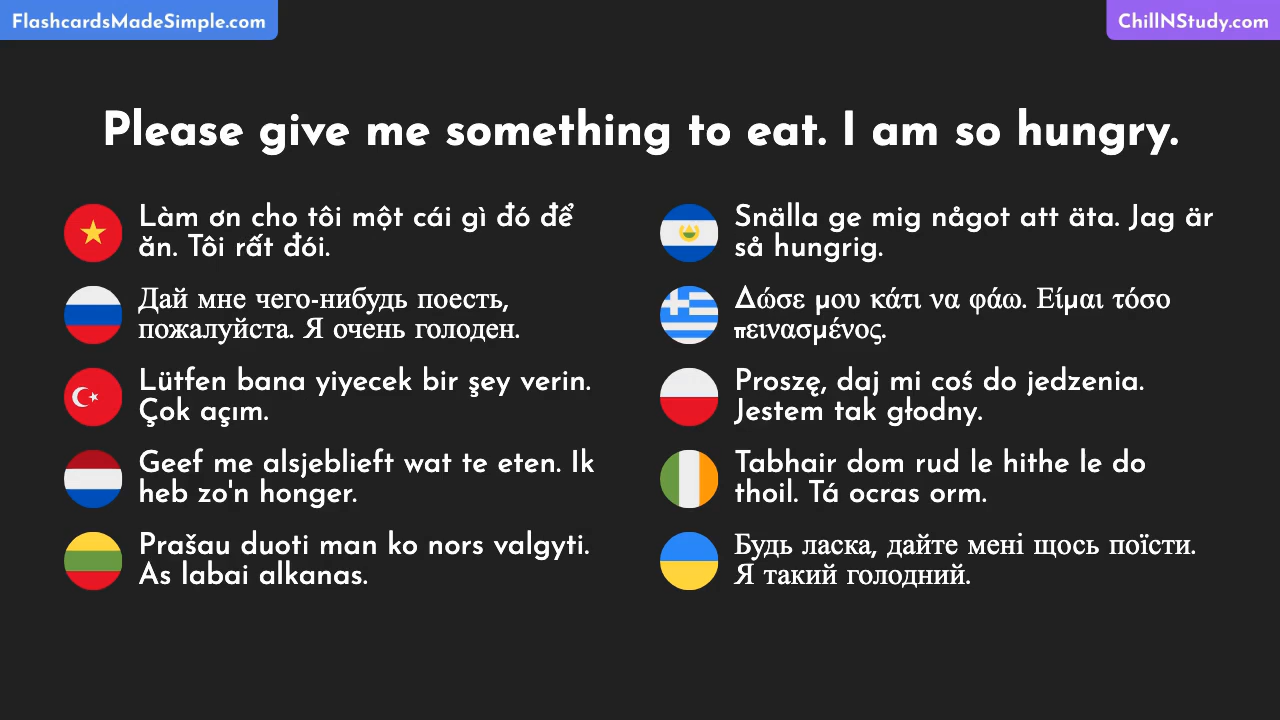 FlashcardsMadeSimple.com
ChillNStudy.com
Please give me something to eat. I am so hungry.
Làm ơn cho tôi một cái gì đó để
ăn. Tôi rất đói.
Дай мне чего-нибудь поесть,
пожалуйста. Я очень голоден.
Lütfen bana yiyecek bir şey verin.
Çok açım.
Geef me alsjeblieft wat te eten. Ik
heb zo'n honger.
Prašau duoti man ko nors valgyti.
As labai alkanas.
Snälla ge mig något att äta. Jag är
så hungrig.
Δώσε μου κάτι να φάω. Είμαι τόσο
πεινασμένος.
Proszę, daj mi coś do jedzenia.
Jestem tak głodny.
Tabhair dom rud le hithe le do
thoil. Tá ocras orm.
Будь ласка, дайте мені щось поїсти.
Я такий голодний.